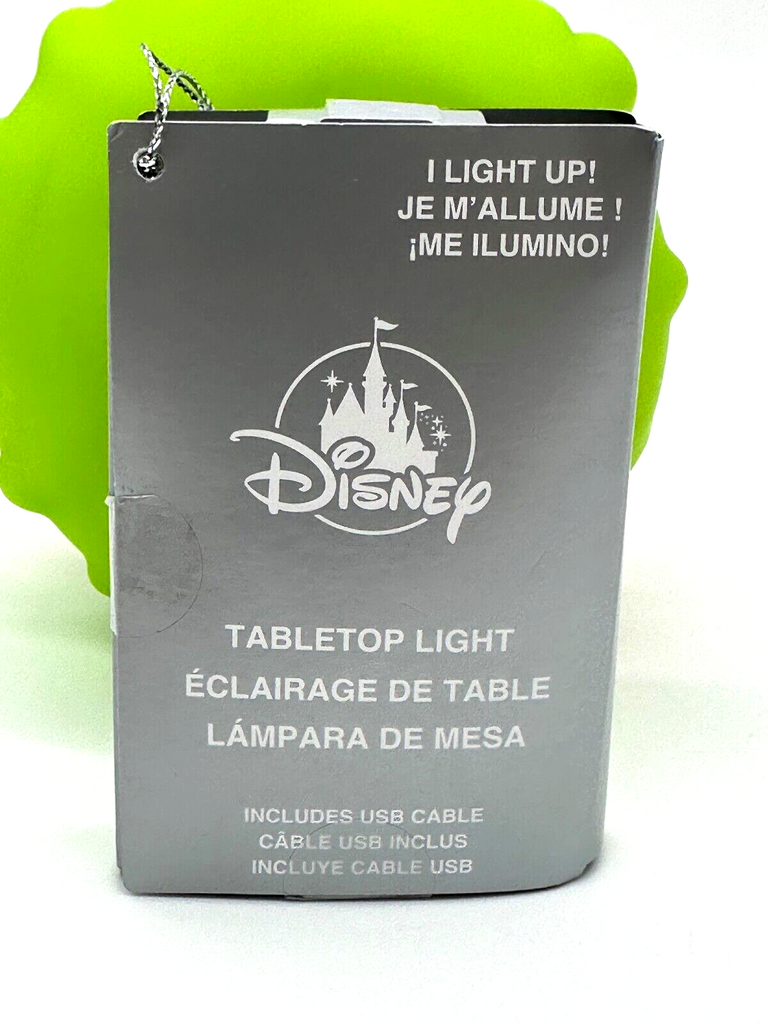 I LIGHT UP!
JE M'ALLUME !
¡ME ILUMINO!
Disney
TABLETOP LIGHT
ÉCLAIRAGE DE TABLE
LÁMPARA DE MESA
INCLUDES USB CABLE
CÂBLE USB INCLUS
INCLUYE CABLE USB